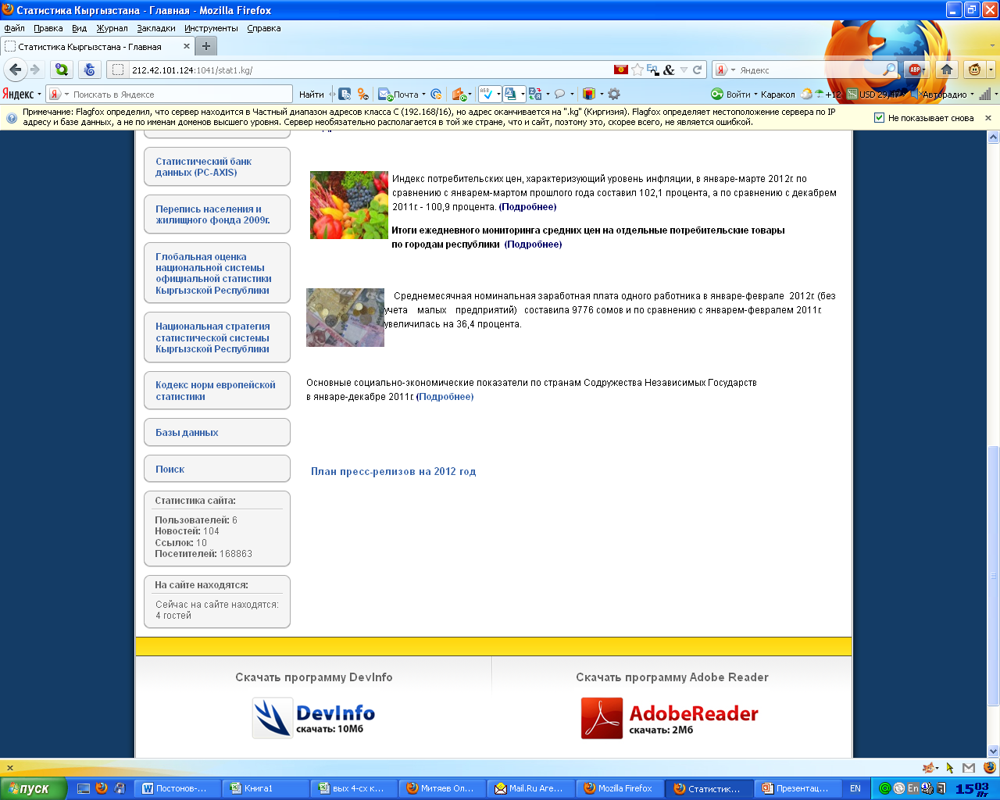 Статистика Кыргызстана - Главная - Mozilla Firefox
Файл Правка Вид Журнал Закладки Инструменты Справка
Статистика Кыргызстана - Главная
212.42.101.124:1041/stat1.kg/
Яндекс
Яндекс Поискать в Яндексе Найти Почта Войти Каракол +12 USD 29,47 Авторадио
Примечание: Flagfox определил, что сервер находится в Частный диапазон адресов класса C (192.168/16), но адрес оканчивается на ".kg" (Киргизия). Flagfox определяет местоположение сервера по IP
адресу и базе данных, а не по именам доменов высшего уровня. Сервер необязательно располагается в той же стране, что и сайт, поэтому это, скорее всего, не является ошибкой.
Не показывает снова
Статистический банк
данных (PC-AXIS)
Перепись населения и
жилищного фонда 2009г.
Глобальная оценка
национальной системы
официальной статистики
Кыргызской Республики
Национальная стратегия
статистической системы
Кыргызской Республики
Кодекс норм европейской
статистики
Базы данных
Поиск
Статистика сайта:
Пользователей: 6
Новостей: 104
Ссылок: 10
Посетителей: 168863
На сайте находятся:
Сейчас на сайте находятся:
4 гостей
Индекс потребительских цен, характеризующий уровень инфляции, в январе-марте 2012г. по
сравнению с январем-мартом прошлого года составил 102,1 процента, а по сравнению с декабрем
2011г. - 100,9 процента. (Подробнее)
Итоги ежедневного мониторинга средних цен на отдельные потребительские товары
по городам республики (Подробнее)
Среднемесячная номинальная заработная плата одного работника в январе-феврале 2012г. (без
учета малых предприятий) составила 9776 сомов и по сравнению с январем-февралем 2011г.
увеличилась на 36,4 процента.
Основные социально-экономические показатели по странам Содружества Независимых Государств
в январе-декабре 2011г. (Подробнее)
План пресс-релизов на 2012 год
Скачать программу DevInfo
DevInfo
скачать: 10Мб
Скачать программу Adobe Reader
AdobeReader
скачать: 2Мб
пуск
Постонов-...
Книга1
вых 4-сх к...
Митяев Ол...
Mail.Ru Аге...
Mozilla Firefox
Статистик...
Презентац...
EN
En
15 03
Пт